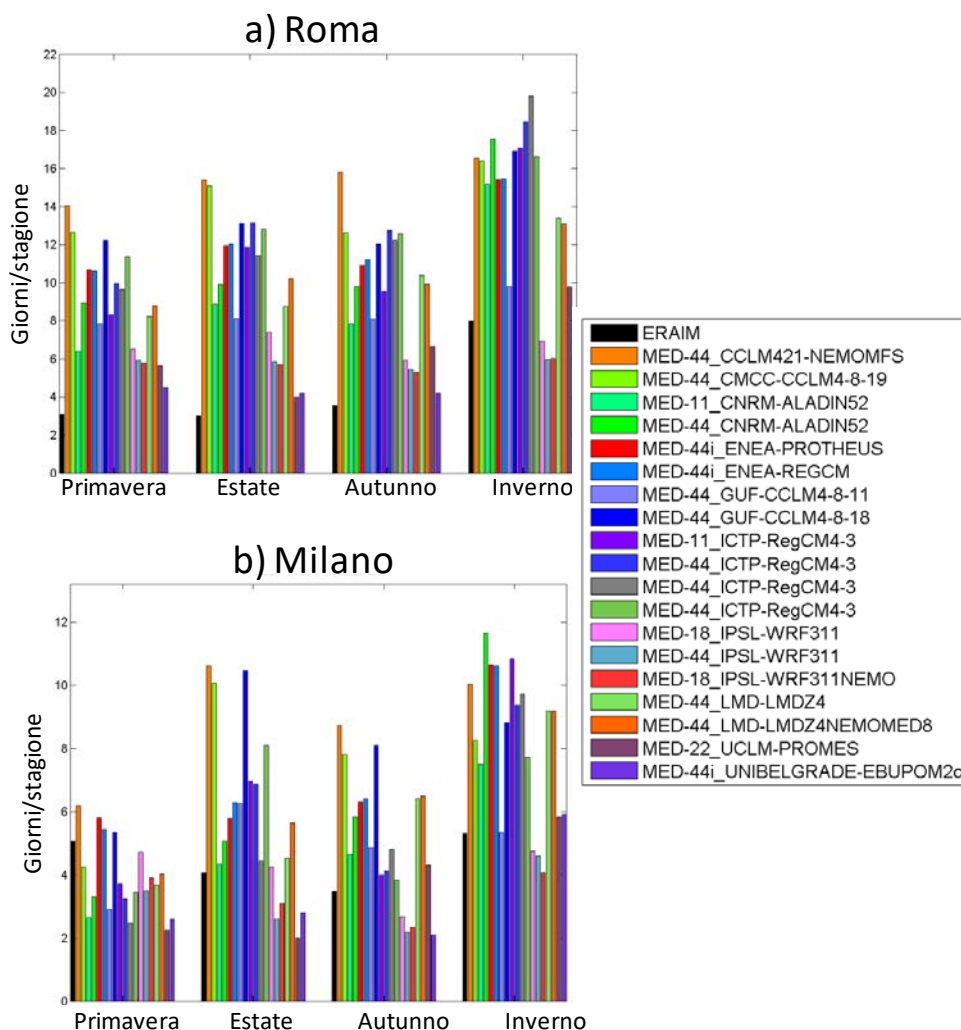 a) Roma
22
20
18
16
14
12
10
8
6
4
2
0
Giorni/stagione
Primavera Estate Autunno Inverno
ERAIM
MED-44_CCLM421-NEMOMFS
MED-44_CMCC-CCLM4-8-19
MED-11_CNRM-ALADIN52
MED-44_CNRM-ALADIN52
MED-44i_ENEA-PROTHEUS
MED-44i_ENEA-REGCM
MED-44_GUF-CCLM4-8-11
MED-44_GUF-CCLM4-8-18
MED-11_ICTP-RegCM4-3
MED-44_ICTP-RegCM4-3
MED-44_ICTP-RegCM4-3
MED-44_ICTP-RegCM4-3
MED-18_IPSL-WRF311
MED-44_IPSL-WRF311
MED-18_IPSL-WRF311NEMO
MED-44_LMD-LMDZ4
MED-44_LMD-LMDZ4NEMOMED8
MED-22_UCLM-PROMES
MED-44i_UNIBELGRADE-EBUPOM2c
b) Milano
12
10
8
6
4
2
0
Giorni/stagione
Primavera Estate Autunno Inverno